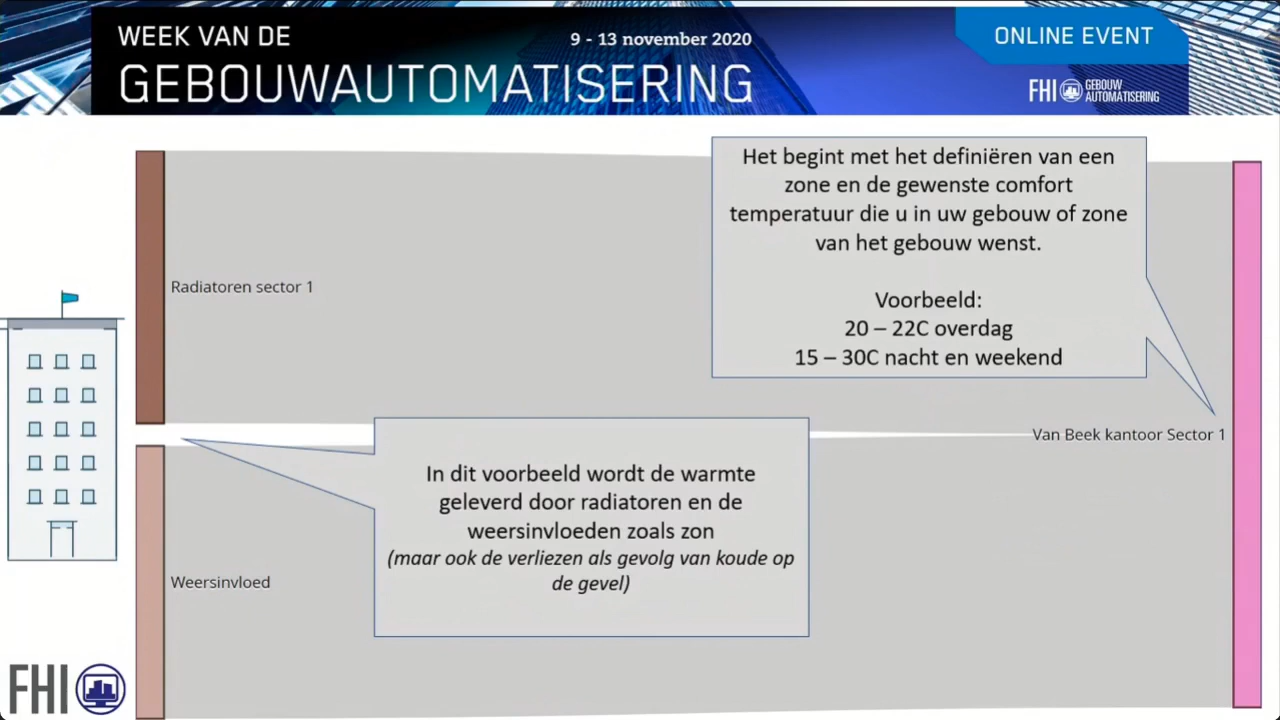 WEEK VAN DE
GEBOUWAUTOMATISERING
9 - 13 november 2020
ONLINE EVENT
FHI GEBOUW
AUTOMATISERING
Het begint met het definiëren van een
zone en de gewenste comfort
temperatuur die u in uw gebouw of zone
van het gebouw wenst.
Voorbeeld:
20 – 22C overdag
15 – 30C nacht en weekend
Radiatoren sector 1
Van Beek kantoor Sector 1
In dit voorbeeld wordt de warmte
geleverd door radiatoren en de
weersinvloeden zoals zon
(maar ook de verliezen als gevolg van koude op
de gevel)
Weersinvloed
FHI